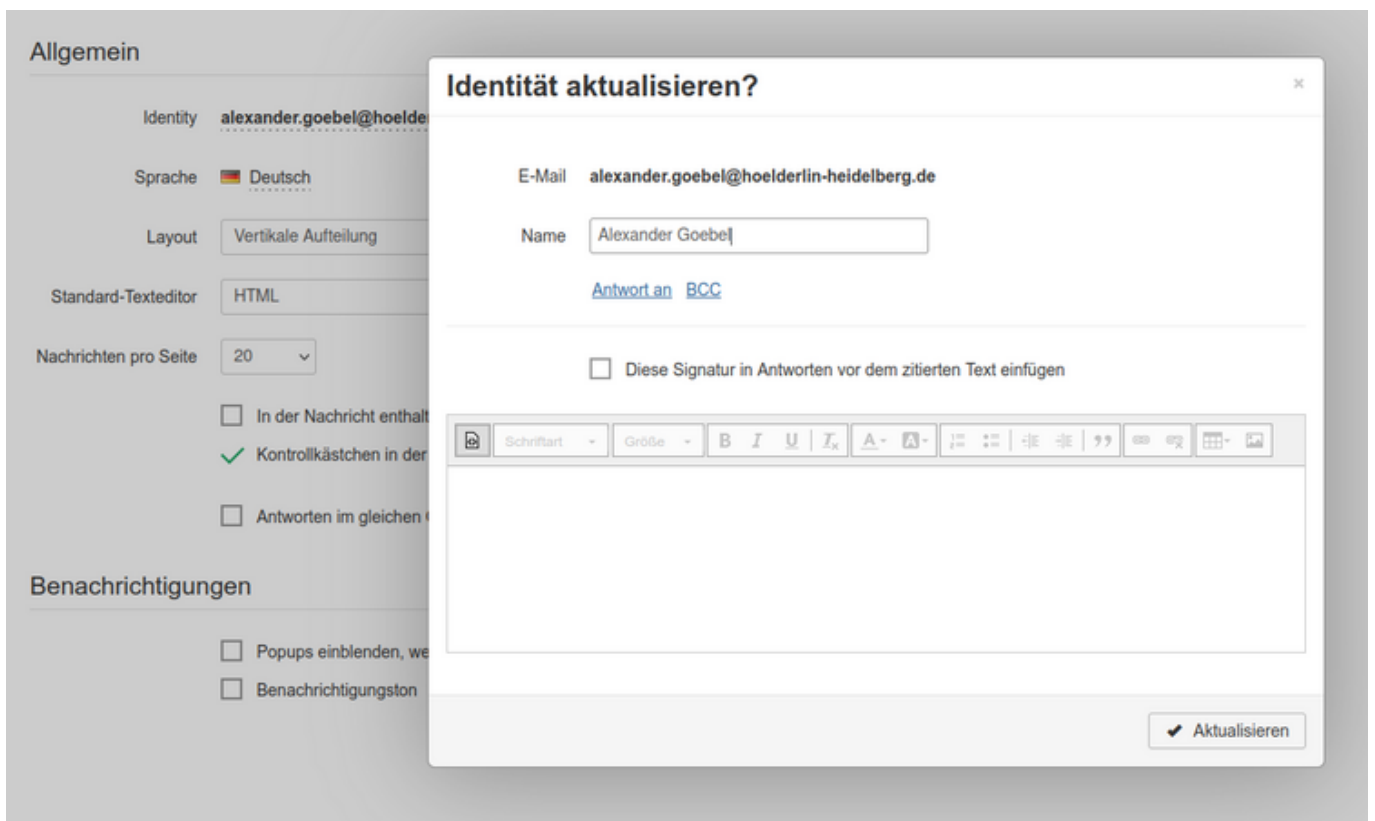 Allgemein
Identity alexander.goebel@hoelder
Sprache Deutsch
Layout Vertikale Aufteilung
Standard-Texteditor HTML
Nachrichten pro Seite 20
In der Nachricht enthalt
Kontrollkästchen in der
Antworten im gleichen
Benachrichtigungen
Popups einblenden, we
Benachrichtigungston
Identität aktualisieren? ×
E-Mail alexander.goebel@hoelderlin-heidelberg.de
Name Alexander Goebel
Antwort an BCC
Diese Signatur in Antworten vor dem zitierten Text einfügen
Schriftart Größe B I U Tx A A
Aktualisieren